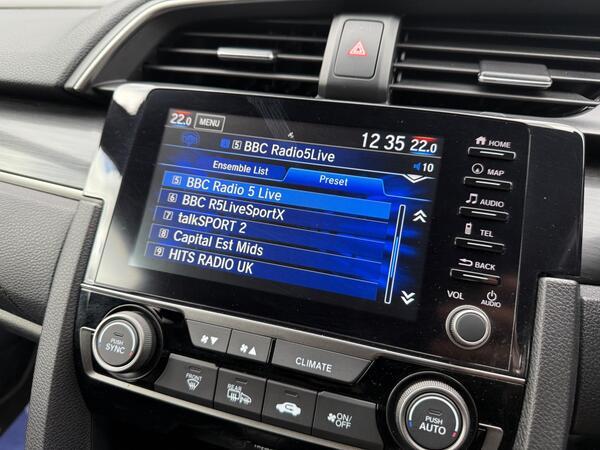 22.0 MENU
5 BBC Radio5Live
12 35 22.0
10
Ensemble List Preset
5 BBC Radio 5 Live
6 BBC R5LiveSportX
7 talkSPORT 2
8 Capital Est Mids
9 HITS RADIO UK
HOME
MAP
AUDIO
TEL
BACK
VOL AUDIO
PUSH
SYNC
CLIMATE
FRONT
REAR
ON/
OFF
PUSH
AUTO